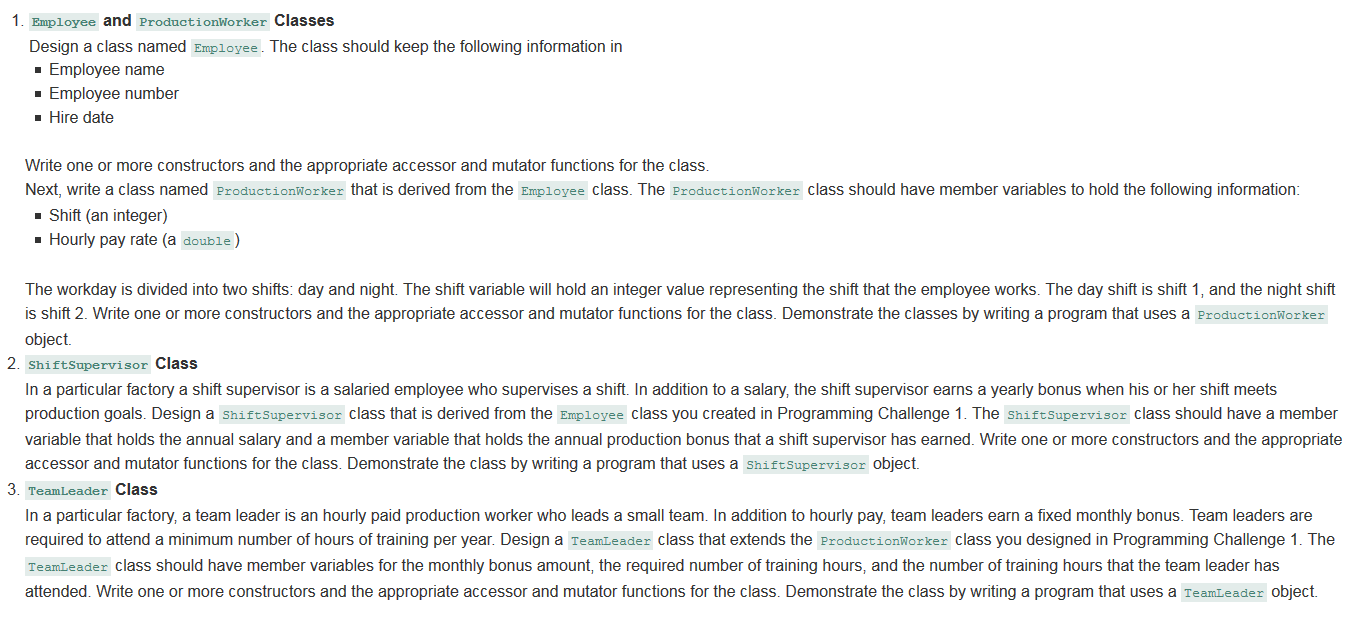 1. Employee and ProductionWorker Classes
Design a class named Employee. The class should keep the following information in
▪ Employee name
▪ Employee number
▪ Hire date
Write one or more constructors and the appropriate accessor and mutator functions for the class.
Next, write a class named ProductionWorker that is derived from the Employee class. The ProductionWorker class should have member variables to hold the following information:
▪ Shift (an integer)
▪ Hourly pay rate (a double)
The workday is divided into two shifts: day and night. The shift variable will hold an integer value representing the shift that the employee works. The day shift is shift 1, and the night shift
is shift 2. Write one or more constructors and the appropriate accessor and mutator functions for the class. Demonstrate the classes by writing a program that uses a ProductionWorker
object.
2. ShiftSupervisor Class
In a particular factory a shift supervisor is a salaried employee who supervises a shift. In addition to a salary, the shift supervisor earns a yearly bonus when his or her shift meets
production goals. Design a ShiftSupervisor class that is derived from the Employee class you created in Programming Challenge 1. The ShiftSupervisor class should have a member
variable that holds the annual salary and a member variable that holds the annual production bonus that a shift supervisor has earned. Write one or more constructors and the appropriate
accessor and mutator functions for the class. Demonstrate the class by writing a program that uses a ShiftSupervisor object.
3. TeamLeader Class
In a particular factory, a team leader is an hourly paid production worker who leads a small team. In addition to hourly pay, team leaders earn a fixed monthly bonus. Team leaders are
required to attend a minimum number of hours of training per year. Design a TeamLeader class that extends the ProductionWorker class you designed in Programming Challenge 1. The
TeamLeader class should have member variables for the monthly bonus amount, the required number of training hours, and the number of training hours that the team leader has
attended. Write one or more constructors and the appropriate accessor and mutator functions for the class. Demonstrate the class by writing a program that uses a TeamLeader object.